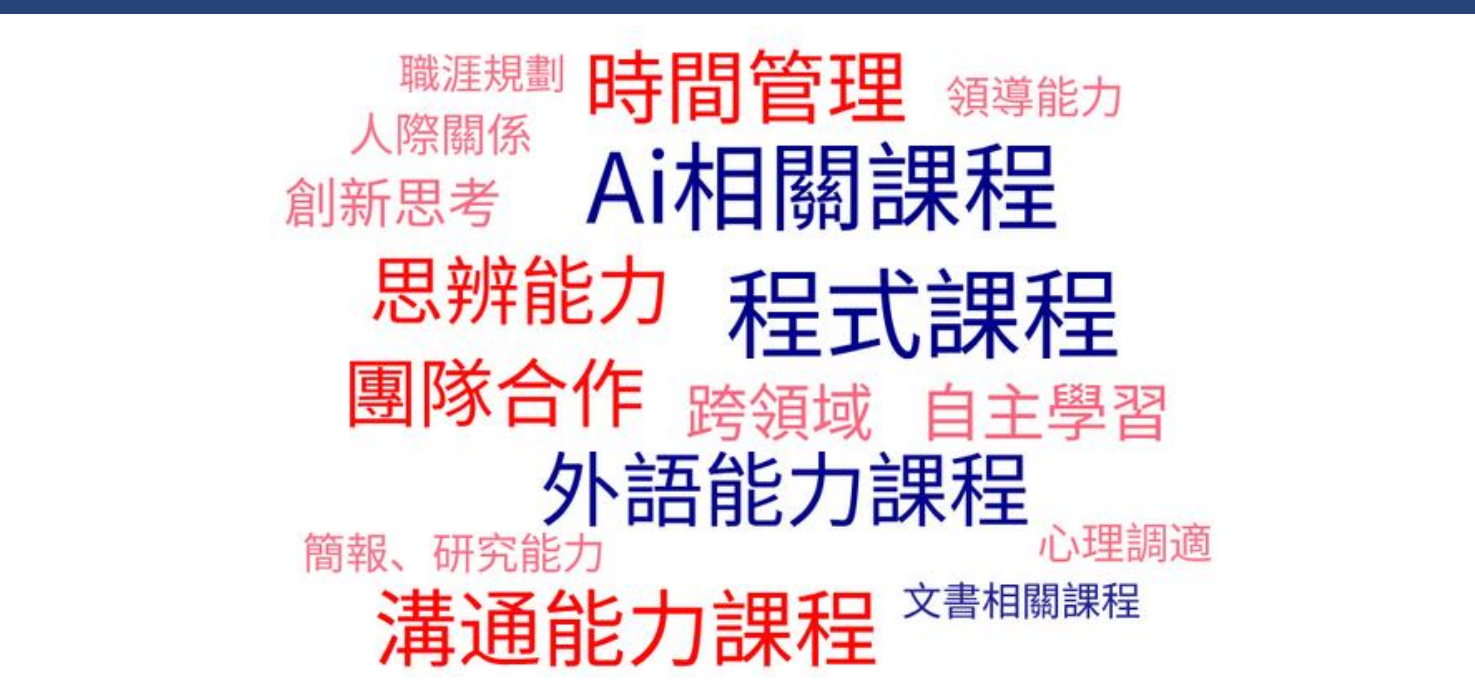 職涯規劃 時間管理 領導能力
人際關係
Ai相關課程
創新思考
思辨能力
程式課程
團隊合作 跨領域 自主學習
外語能力課程
簡報、研究能力 心理調適
溝通能力課程 文書相關課程